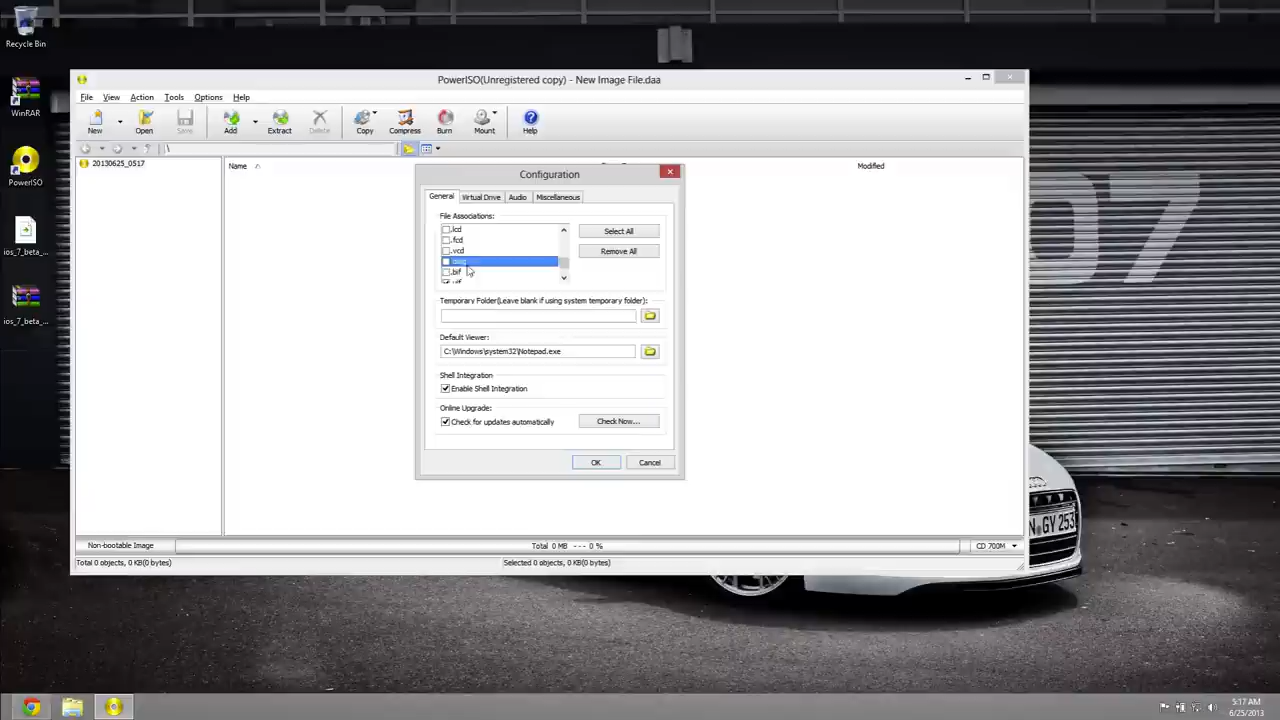 Recycle Bin
WinRAR
PowerISO
ios_7_beta_...
ios_7_beta_...
PowerISO(Unregistered copy) - New Image File.daa
File View Action Tools Options Help
New Open Save Add Extract Delete Copy Compress Burn Mount Help
\
20130625_0517
Name Modified
Configuration
General Virtual Drive Audio Miscellaneous
File Associations:
.lcd
.fcd
.vcd
.bif
Select All
Remove All
Temporary Folder(Leave blank if using system temporary folder):
Default Viewer:
C:\Windows\system32\Notepad.exe
Shell Integration
Enable Shell Integration
Online Upgrade:
Check for updates automatically
Check Now...
OK Cancel
Non-bootable Image
Total 0 MB --- 0 %
CD 700M
Total 0 objects, 0 KB(0 bytes)
Selected 0 objects, 0 KB(0 bytes)
07
N GY 253
5:17 AM
6/25/2013